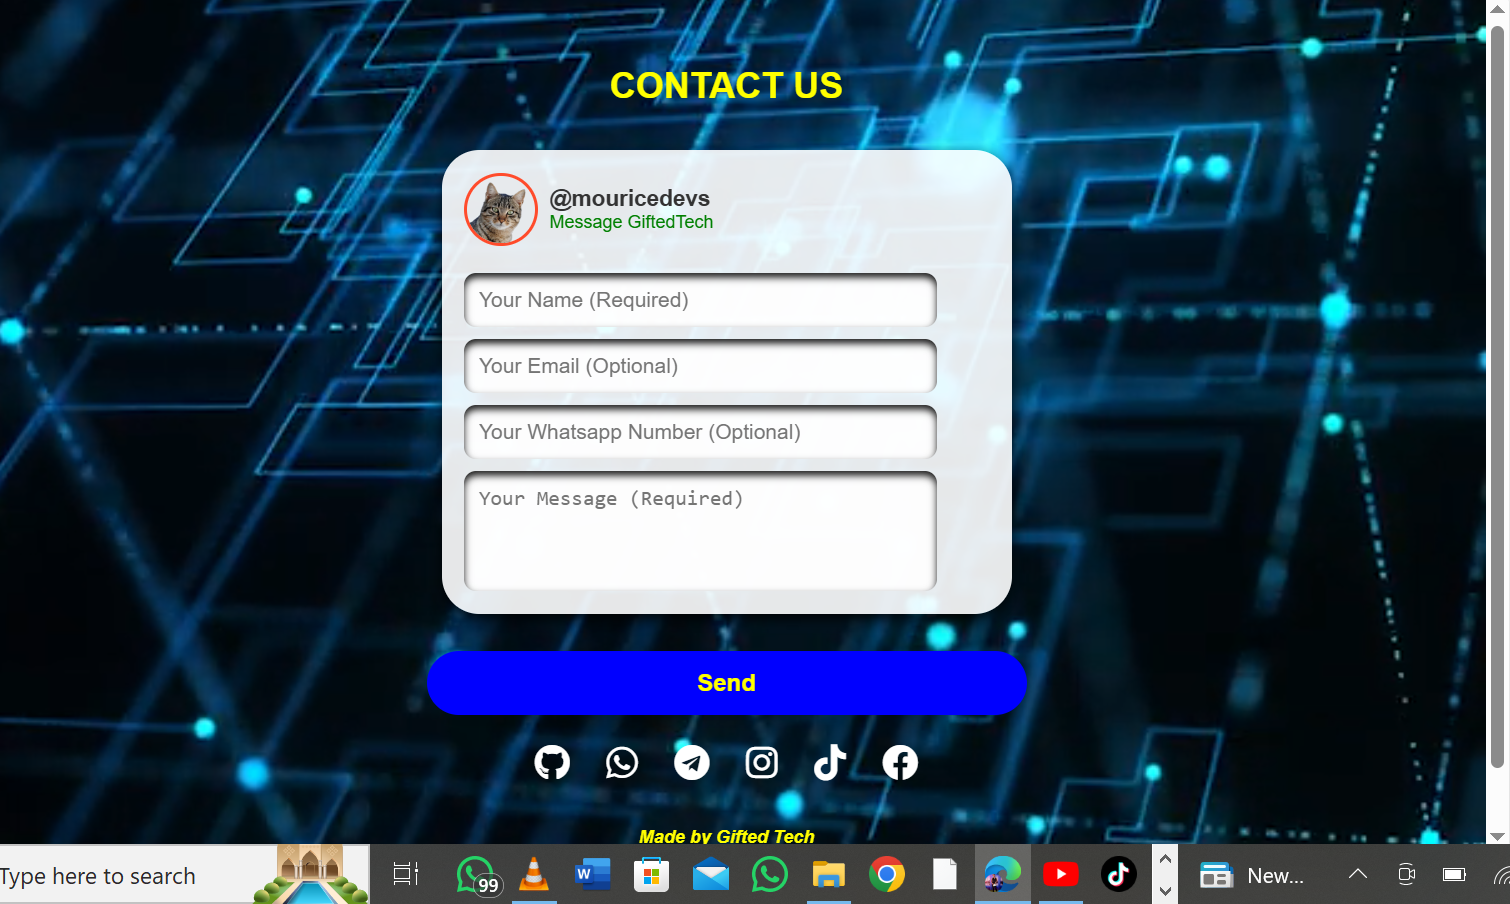 CONTACT US
@mouricedevs
Message GiftedTech
Your Name (Required)
Your Email (Optional)
Your Whatsapp Number (Optional)
Your Message (Required)
Send
Made by Gifted Tech
Type here to search
99
W
New...